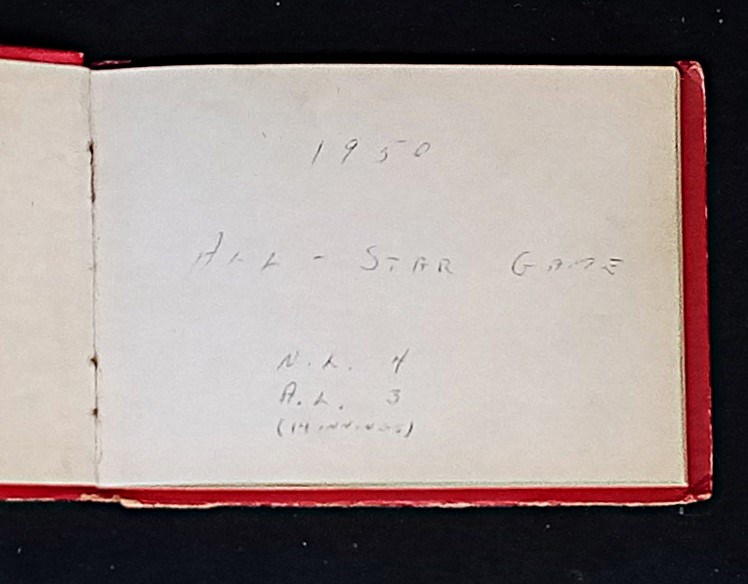 1950
ALL - STAR GAME
N.L. 4
A.L. 3
(14 INNINGS)